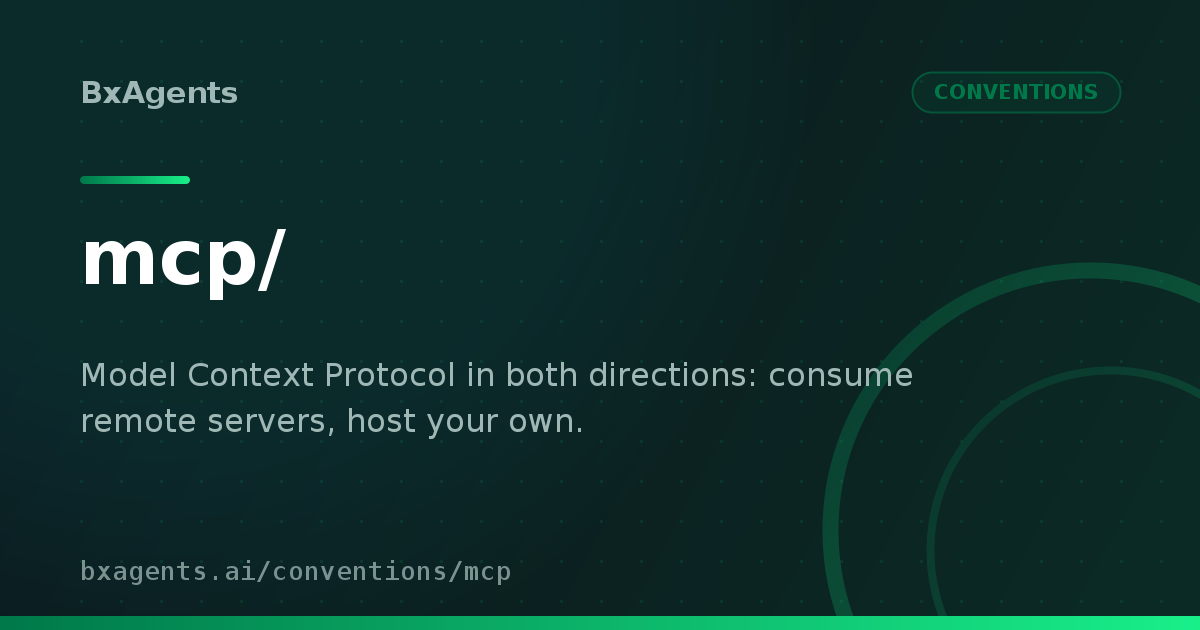 BxAgents
CONVENTIONS
mcp/
Model Context Protocol in both directions: consume
remote servers, host your own.
bxagents.ai/conventions/mcp